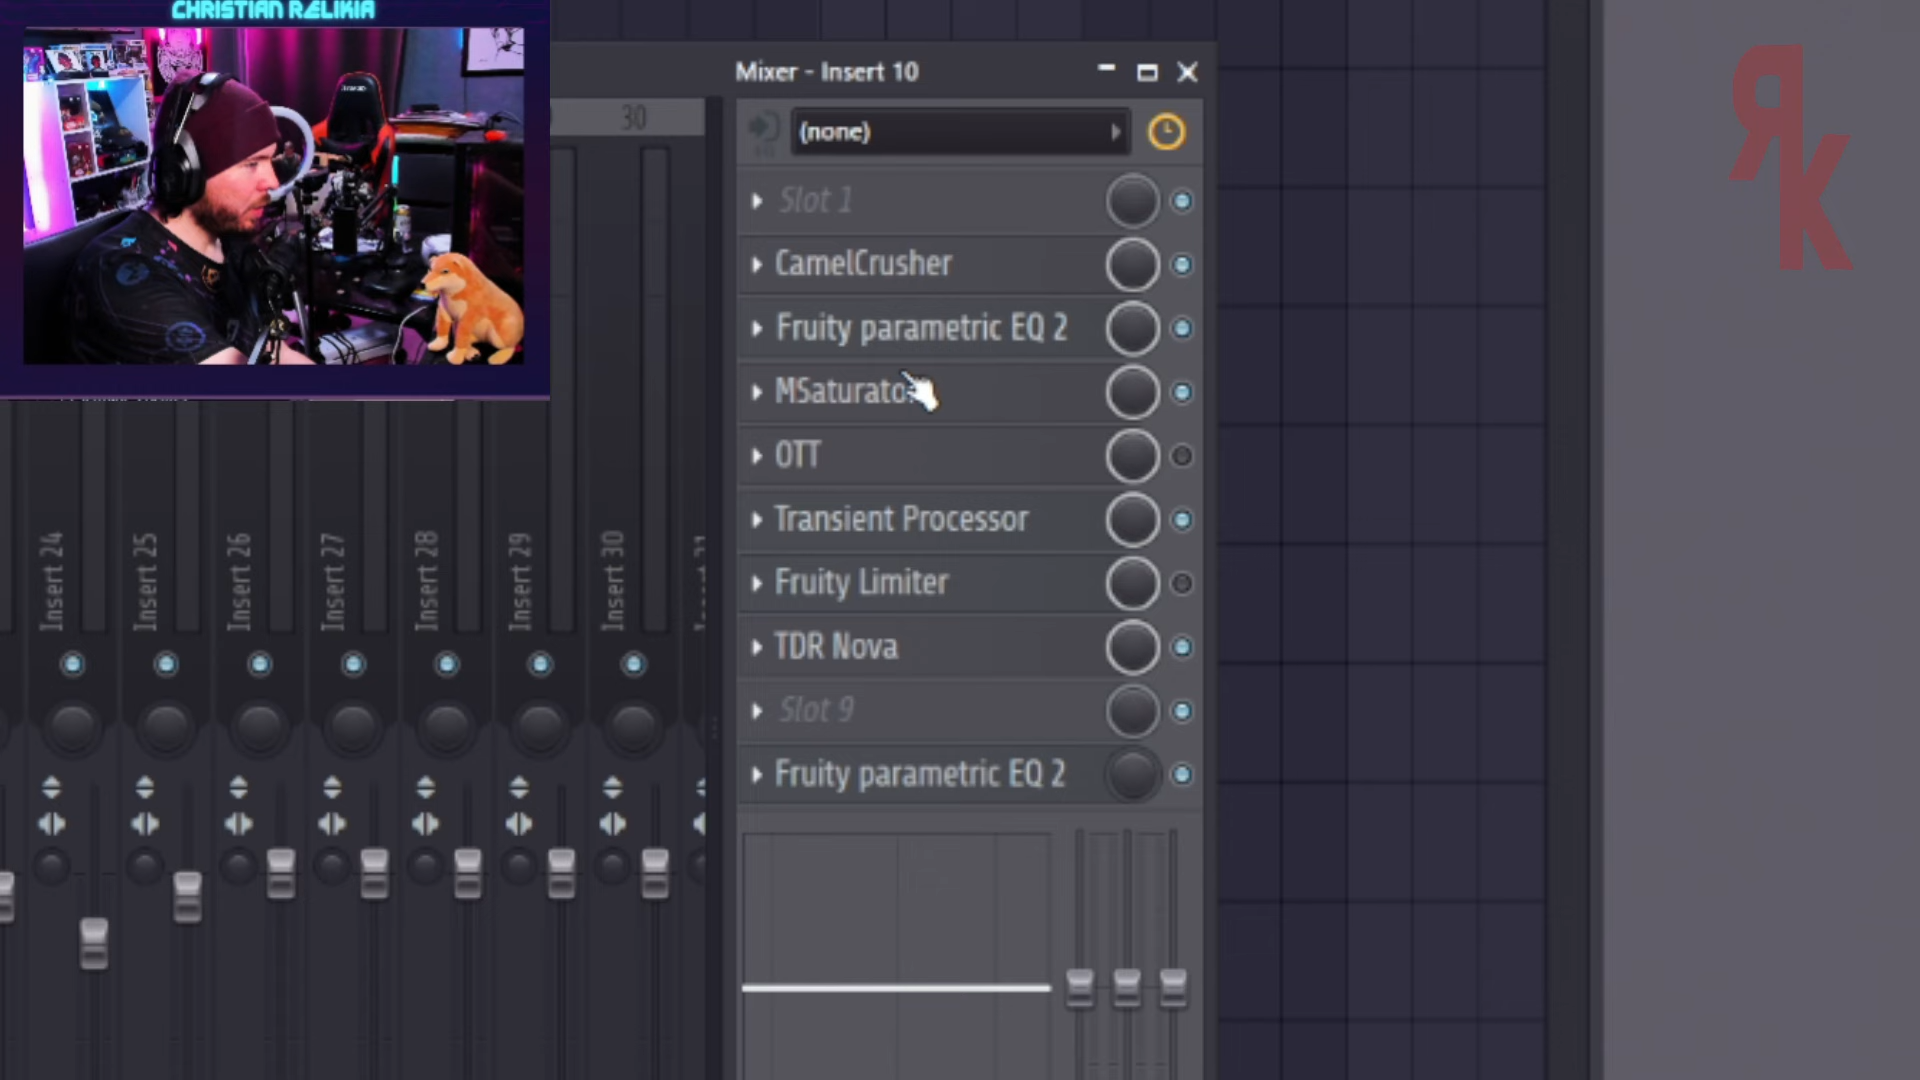 CHRISTIAN RELIKIA
30
Mixer - Insert 10
(none)
Slot 1
CamelCrusher
Fruity parametric EQ 2
MSaturato
OTT
Transient Processor
Fruity Limiter
TDR Nova
Slot 9
Fruity parametric EQ 2
Insert 24
Insert 25
Insert 26
Insert 27
Insert 28
Insert 29
Insert 30
RK